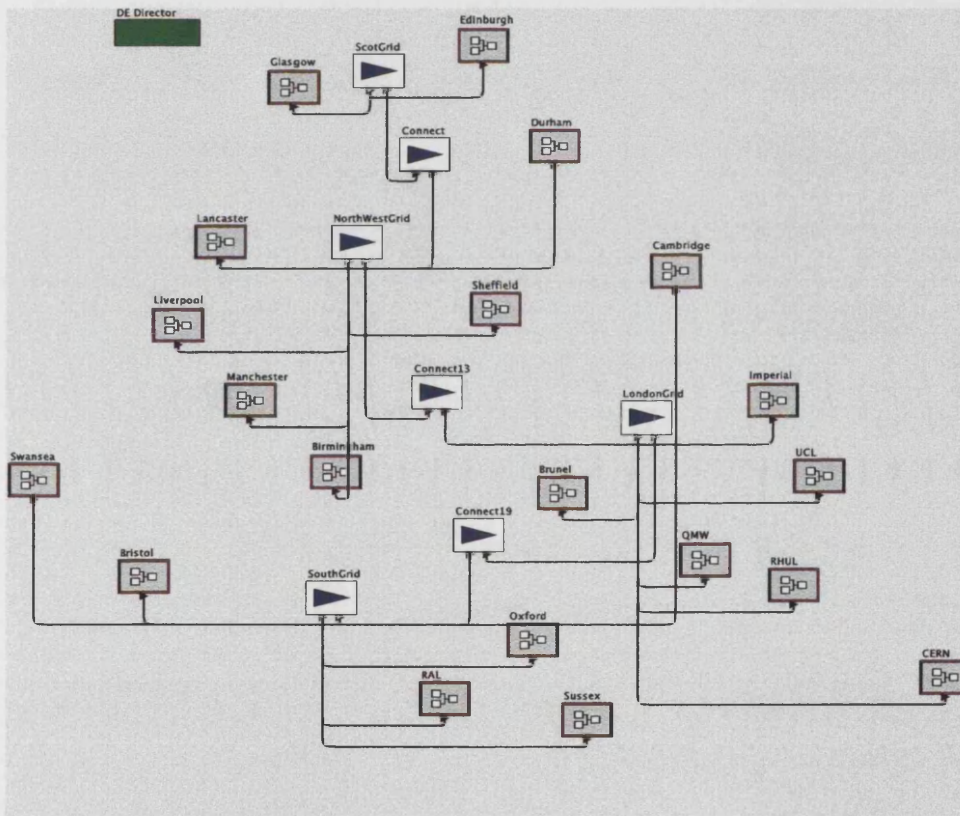 DE Director
Edinburgh
ScotGrid
Glasgow
Connect
Durham
Lancaster
NorthWestGrid
Cambridge
Sheffield
Liverpool
Connect13
Manchester
Imperial
LondonGrid
Birmingham
Swansea
UCL
Brunel
Connect19
QMW
Bristol
RHUL
SouthGrid
Oxford
CERN
RAL
Sussex